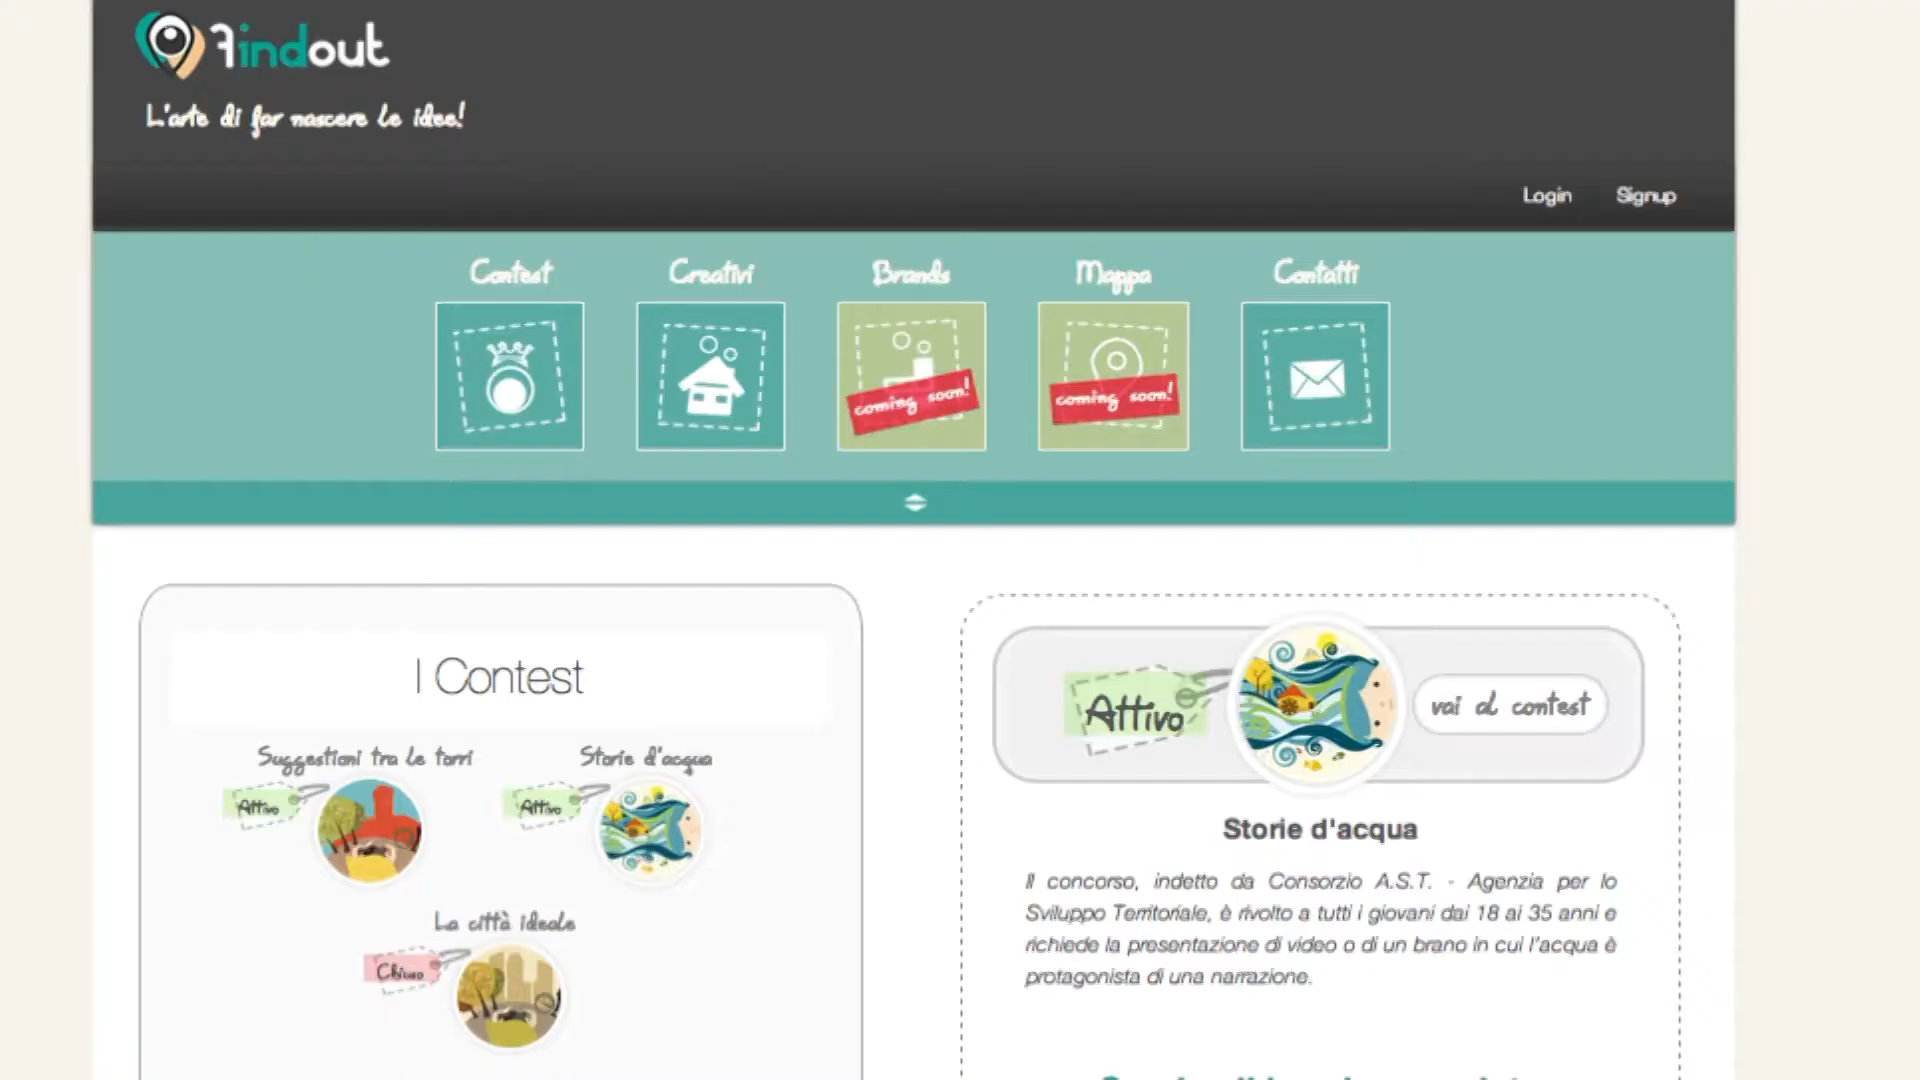 findout
L'arte di far nascere le idee!
Login Signup
Contest Creativi Brands Mappa Contatti
coming soon! coming soon!
I Contest
Suggestioni tra le torri Storie d'acqua
Attivo Attivo
La città ideale
Chiuso
Attivo
vai al contest
Storie d'acqua
Il concorso, indetto da Consorzio A.S.T. - Agenzia per lo
Sviluppo Territoriale, è rivolto a tutti i giovani dai 18 ai 35 anni e
richiede la presentazione di video o di un brano in cui l'acqua è
protagonista di una narrazione.